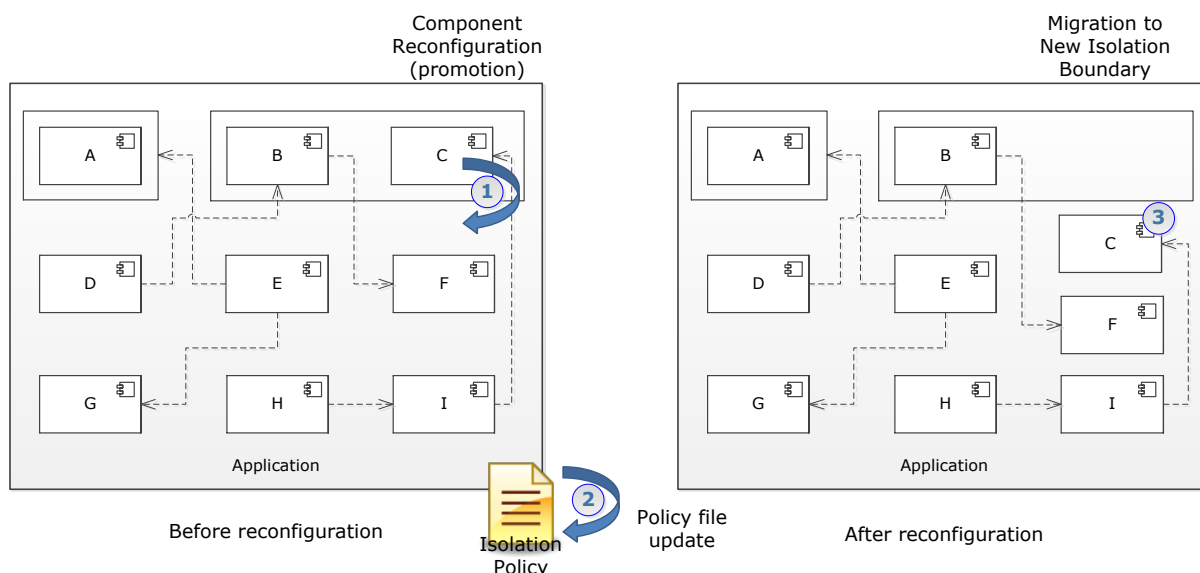 Component
Reconfiguration
(promotion)
Migration to
New Isolation
Boundary
A
B
C
1
D
E
F
G
H
I
Application
A
B
3
C
D
E
F
G
H
I
Application
Before reconfiguration
2
Isolation
Policy
Policy file
update
After reconfiguration